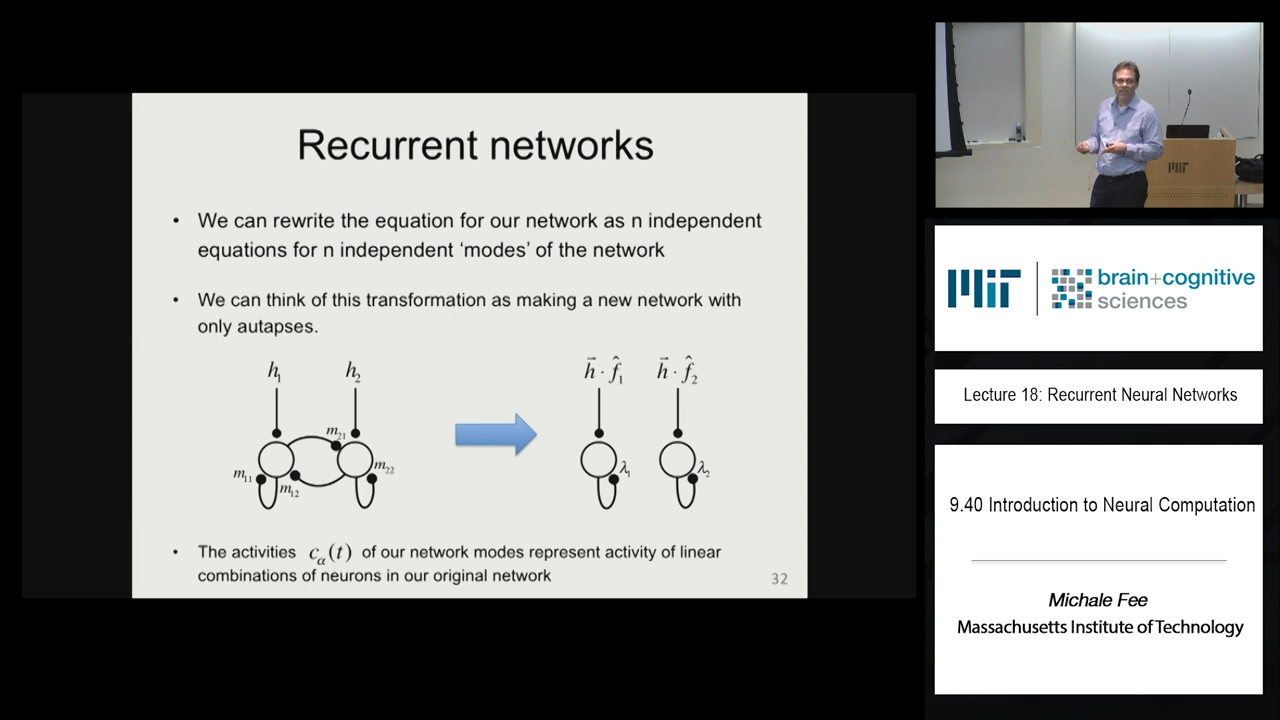 Recurrent networks
• We can rewrite the equation for our network as n independent
equations for n independent ‘modes’ of the network
• We can think of this transformation as making a new network with
only autapses.
h₁ h₂
m₂₁
m₁₁ m₁₂ m₂₂
h⃗ · f̂₁ h⃗ · f̂₂
λ₁ λ₂
• The activities cα(t) of our network modes represent activity of linear
combinations of neurons in our original network
32
MIT
MIT
brain+cognitive
sciences
Lecture 18: Recurrent Neural Networks
9.40 Introduction to Neural Computation
Michale Fee
Massachusetts Institute of Technology